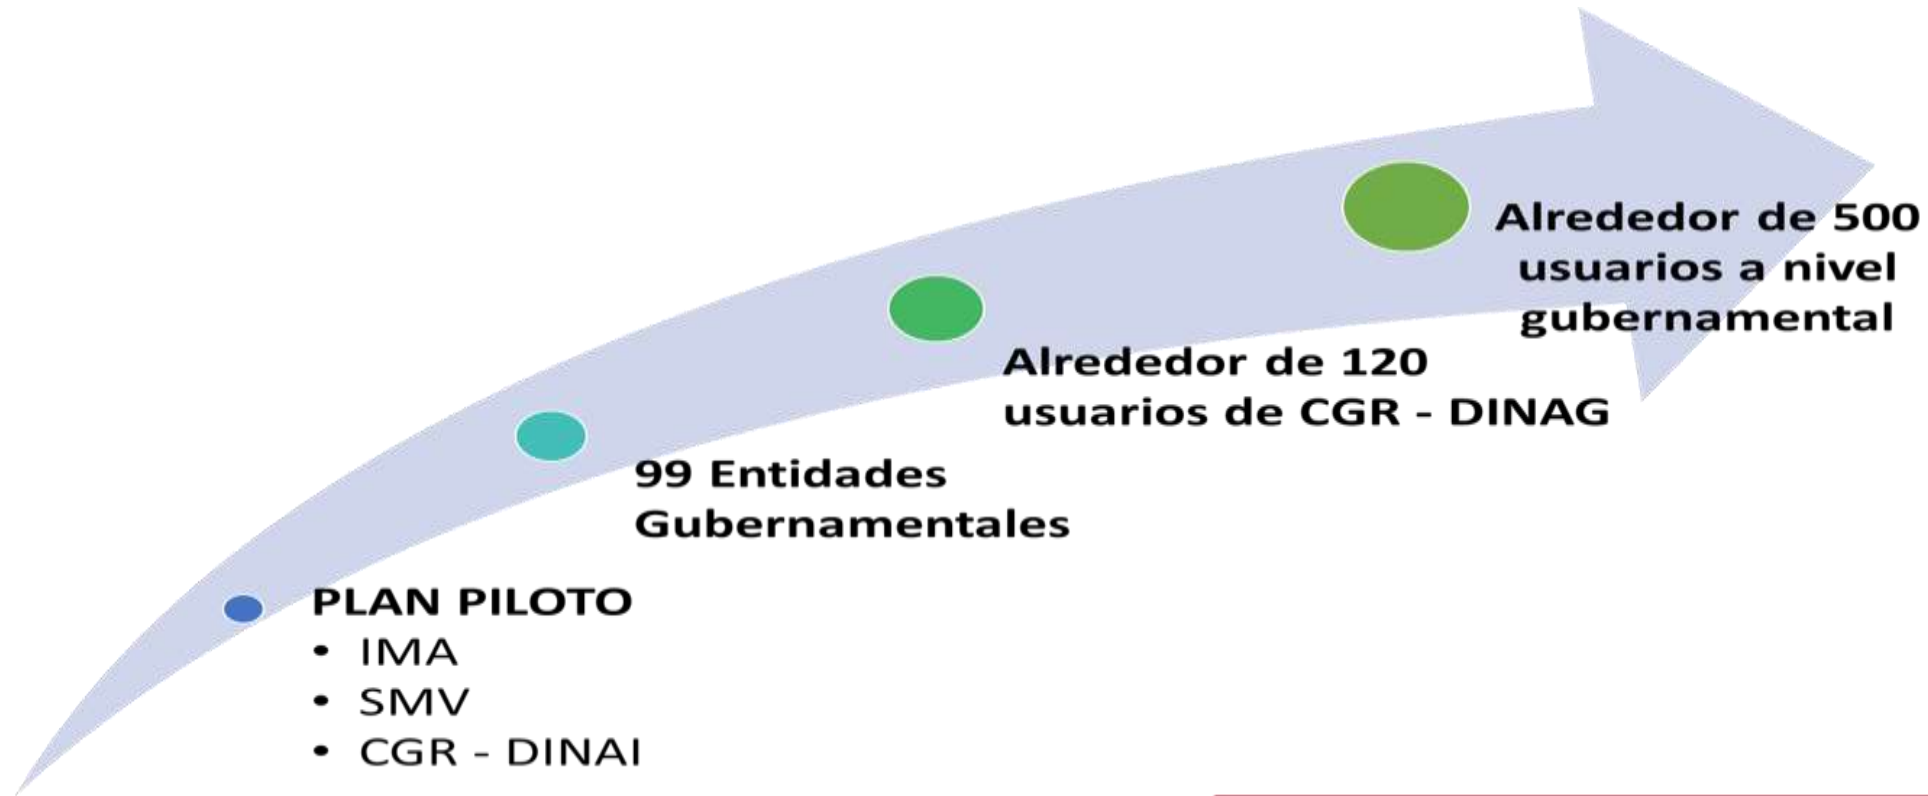 PLAN PILOTO
• IMA
• SMV
• CGR - DINAI
99 Entidades
Gubernamentales
Alrededor de 120
usuarios de CGR - DINAG
Alrededor de 500
usuarios a nivel
gubernamental